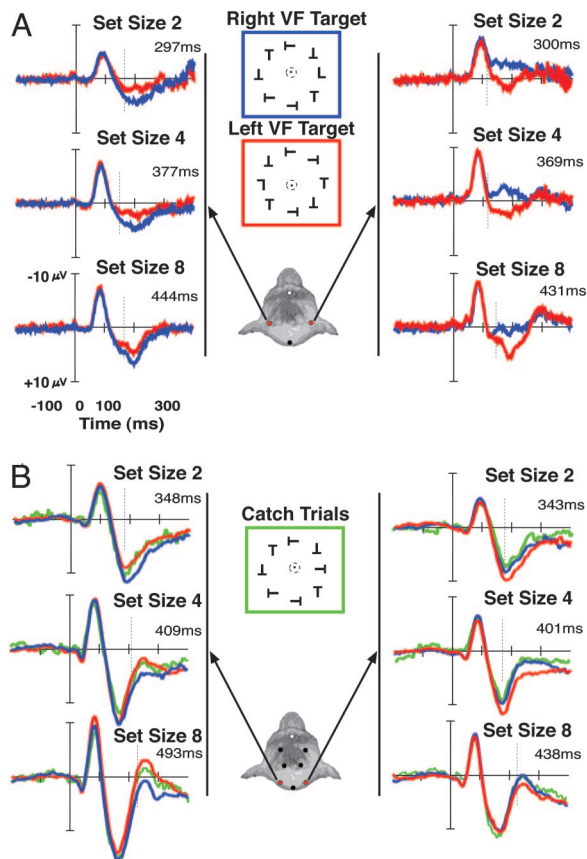 A
Set Size 2
297ms
Right VF Target
Set Size 2
300ms
Left VF Target
Set Size 4
377ms
Set Size 4
369ms
-10 µV
Set Size 8
444ms
Set Size 8
431ms
+10 µV
-100 0 100 300
Time (ms)
B
Set Size 2
348ms
Catch Trials
Set Size 2
343ms
Set Size 4
409ms
Set Size 4
401ms
Set Size 8
493ms
Set Size 8
438ms